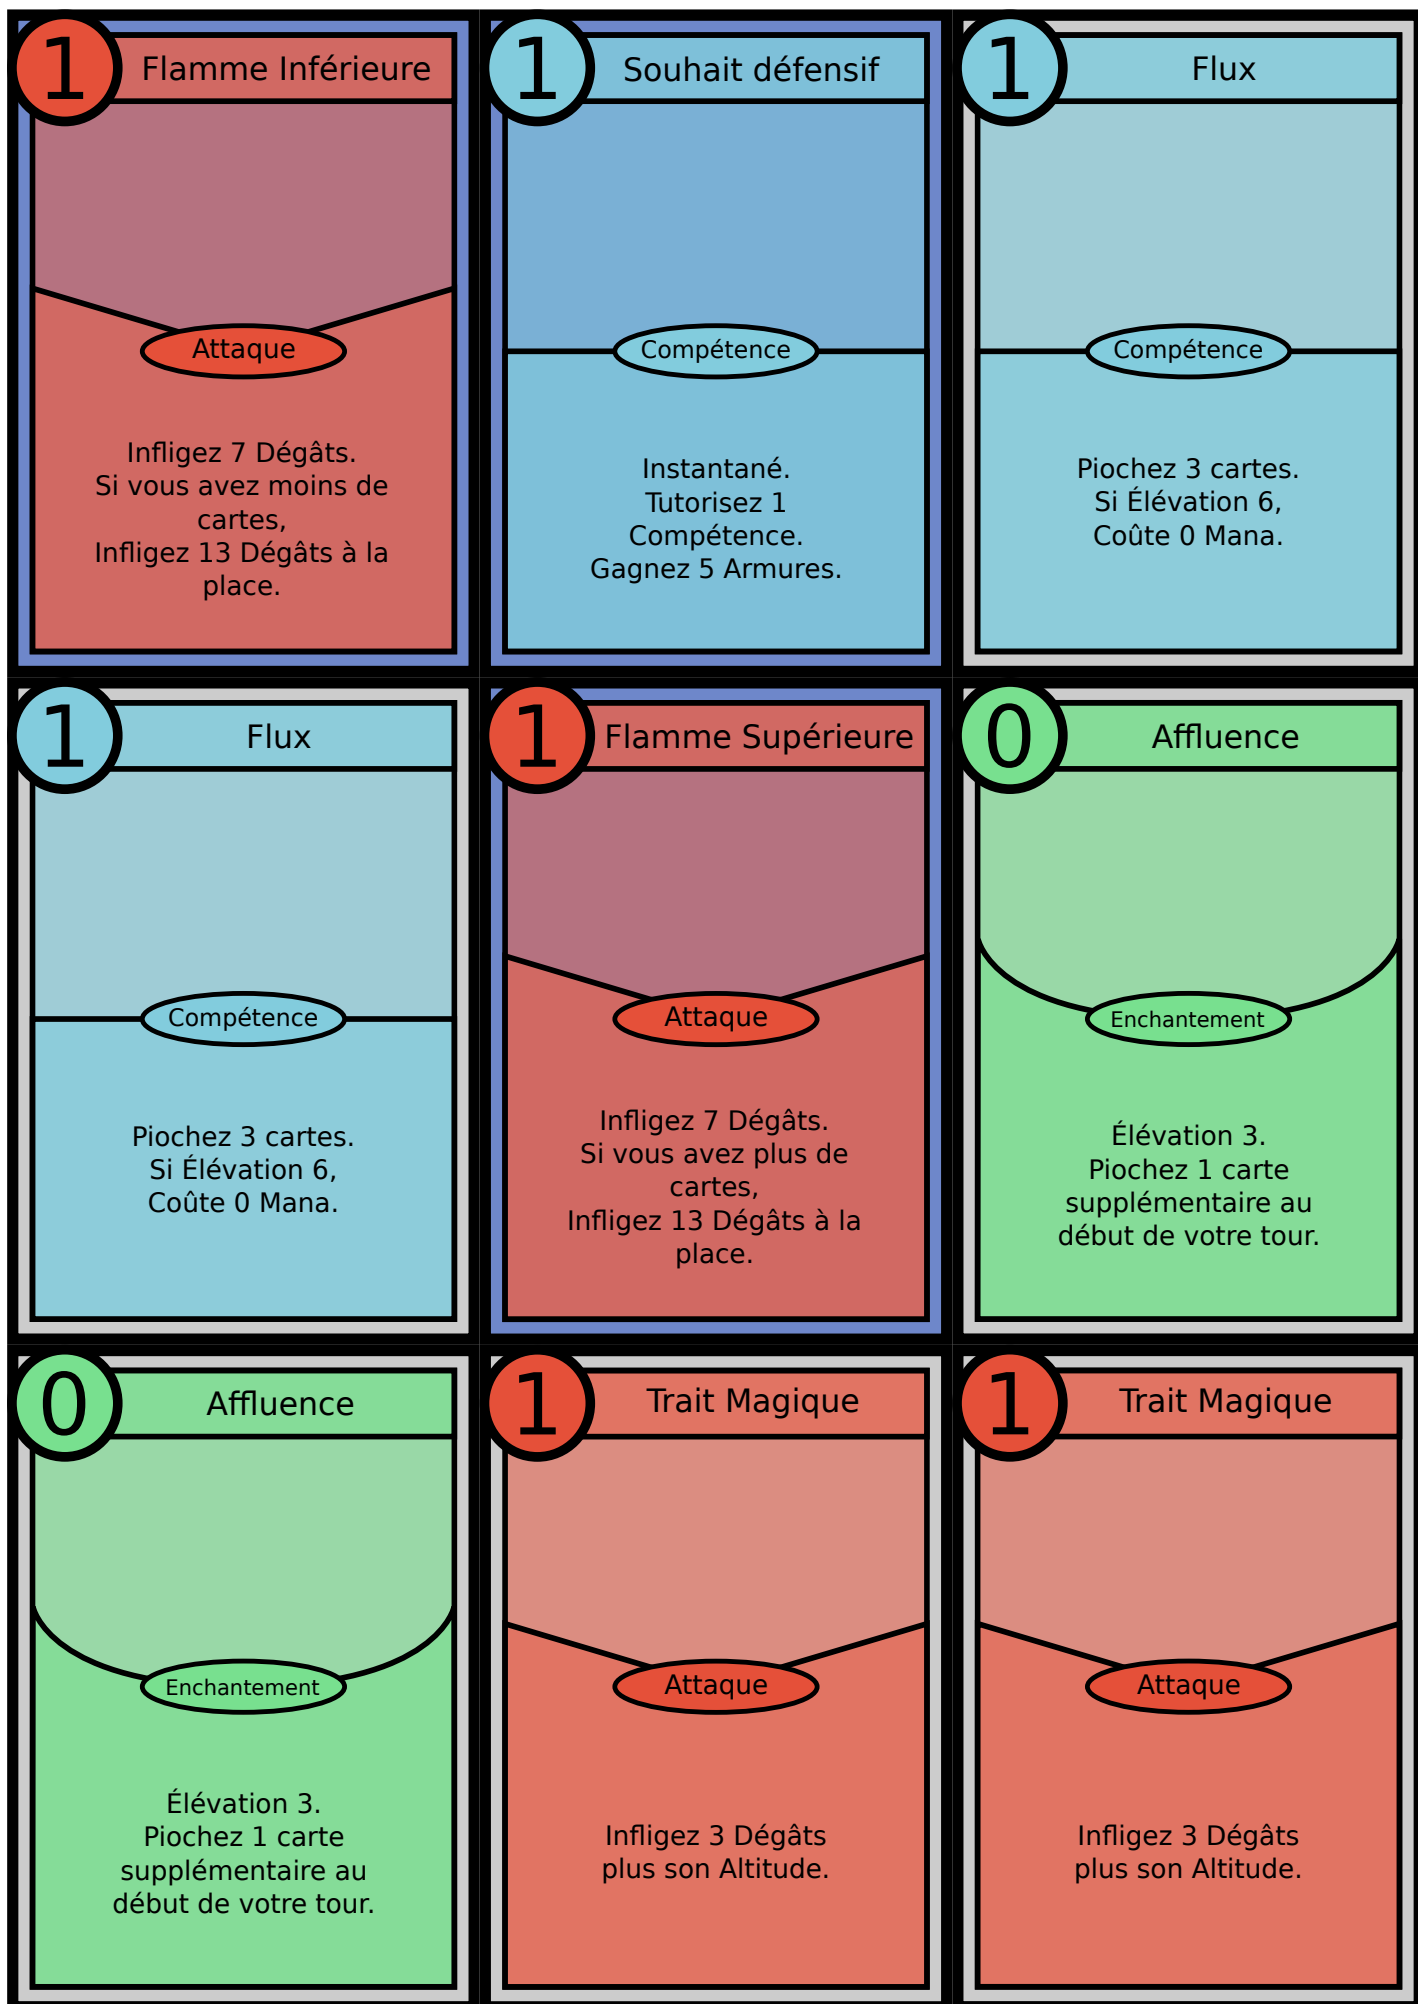 1
Flamme Inférieure
Attaque
Infligez 7 Dégâts.
Si vous avez moins de
cartes,
Infligez 13 Dégâts à la
place.
1
Souhait défensif
Compétence
Instantané.
Tutorisez 1
Compétence.
Gagnez 5 Armures.
1
Flux
Compétence
Piochez 3 cartes.
Si Élévation 6,
Coûte 0 Mana.
1
Flux
Compétence
Piochez 3 cartes.
Si Élévation 6,
Coûte 0 Mana.
1
Flamme Supérieure
Attaque
Infligez 7 Dégâts.
Si vous avez plus de
cartes,
Infligez 13 Dégâts à la
place.
0
Affluence
Enchantement
Élévation 3.
Piochez 1 carte
supplémentaire au
début de votre tour.
0
Affluence
Enchantement
Élévation 3.
Piochez 1 carte
supplémentaire au
début de votre tour.
1
Trait Magique
Attaque
Infligez 3 Dégâts
plus son Altitude.
1
Trait Magique
Attaque
Infligez 3 Dégâts
plus son Altitude.